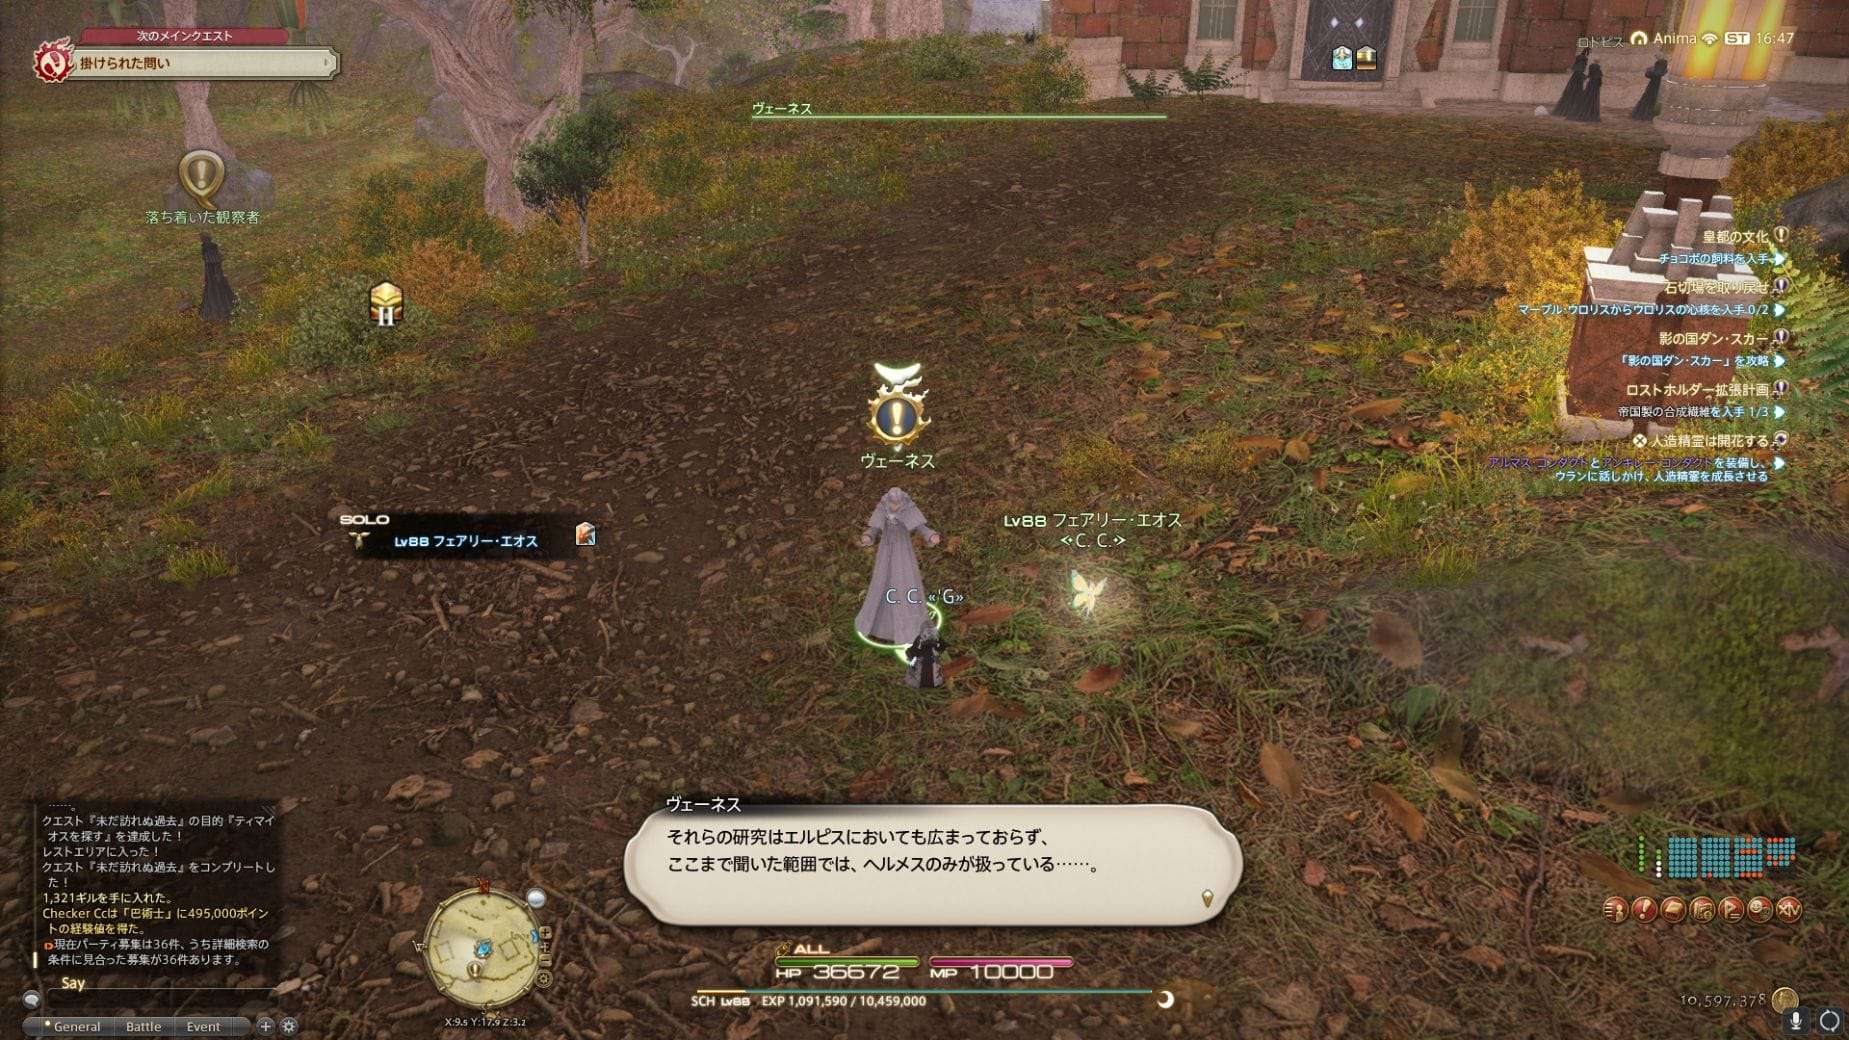 次のメインクエスト
掛けられた問い
ロドピス Anima ST 16:47
ヴェーネス
落ち着いた観察者
皇都の文化
チョコボの飼料を入手
石切場を取り戻せ
マーブル・ウロリスからウロリスの心核を入手 0/2
影の国ダン・スカー
「影の国ダン・スカー」を攻略
ロストホルダー拡張計画
帝国製の合成繊維を入手 1/3
人造精霊は開花する
アルマス・コンダクトとアンキレー・コンダクトを装備し、
ウランに話しかけ、人造精霊を成長させる
II
ヴェーネス
SOLO
Lv88 フェアリー・エオス
Lv88 フェアリー・エオス
«C. C.»
C. C. «'G»
ヴェーネス
それらの研究はエルピスにおいても広まっておらず、
ここまで聞いた範囲では、ヘルメスのみが扱っている……。
……。
クエスト『未だ訪れぬ過去』の目的『ティマイ
オスを探す』を達成した！
レストエリアに入った！
クエスト『未だ訪れぬ過去』をコンプリートし
た！
1,321ギルを手に入れた。
Checker Ccは「巴術士」に495,000ポイン
トの経験値を得た。
現在パーティ募集は36件、うち詳細検索の
条件に見合った募集が36件あります。
Say
General Battle Event
X:9.5 Y:17.9 Z:3.2
ALL
HP 36672 MP 10000
SCH Lv88 EXP 1,091,590 / 10,459,000
XIV
10,597,378